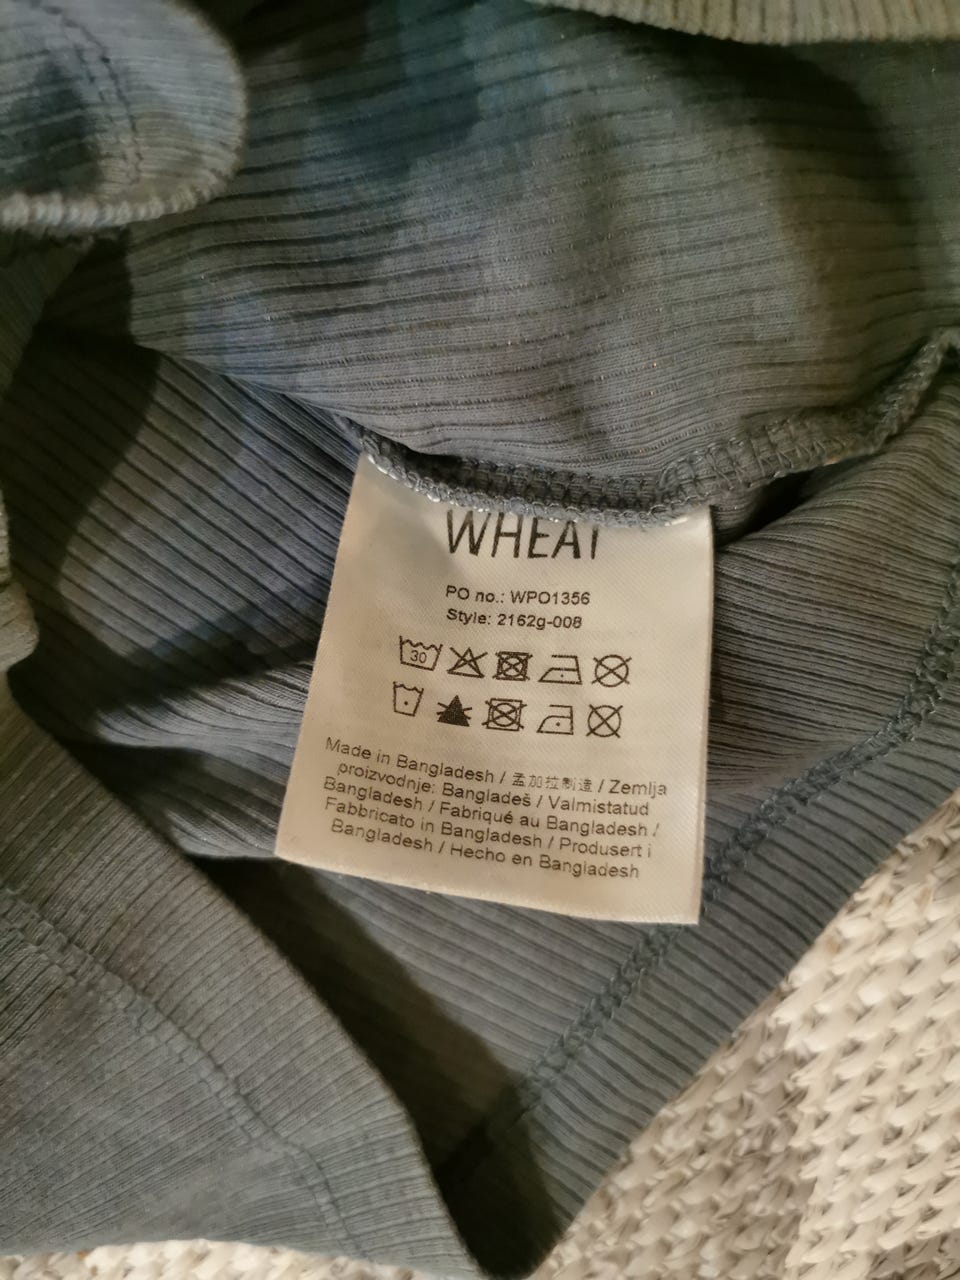 WHEAT
PO no.: WPO1356
Style: 2162g-008
30
Made in Bangladesh / 孟加拉制造 / Zemlja
proizvodnje: Bangladeš / Valmistatud
Bangladesh / Fabriqué au Bangladesh /
Fabbricato in Bangladesh / Produsert i
Bangladesh / Hecho en Bangladesh